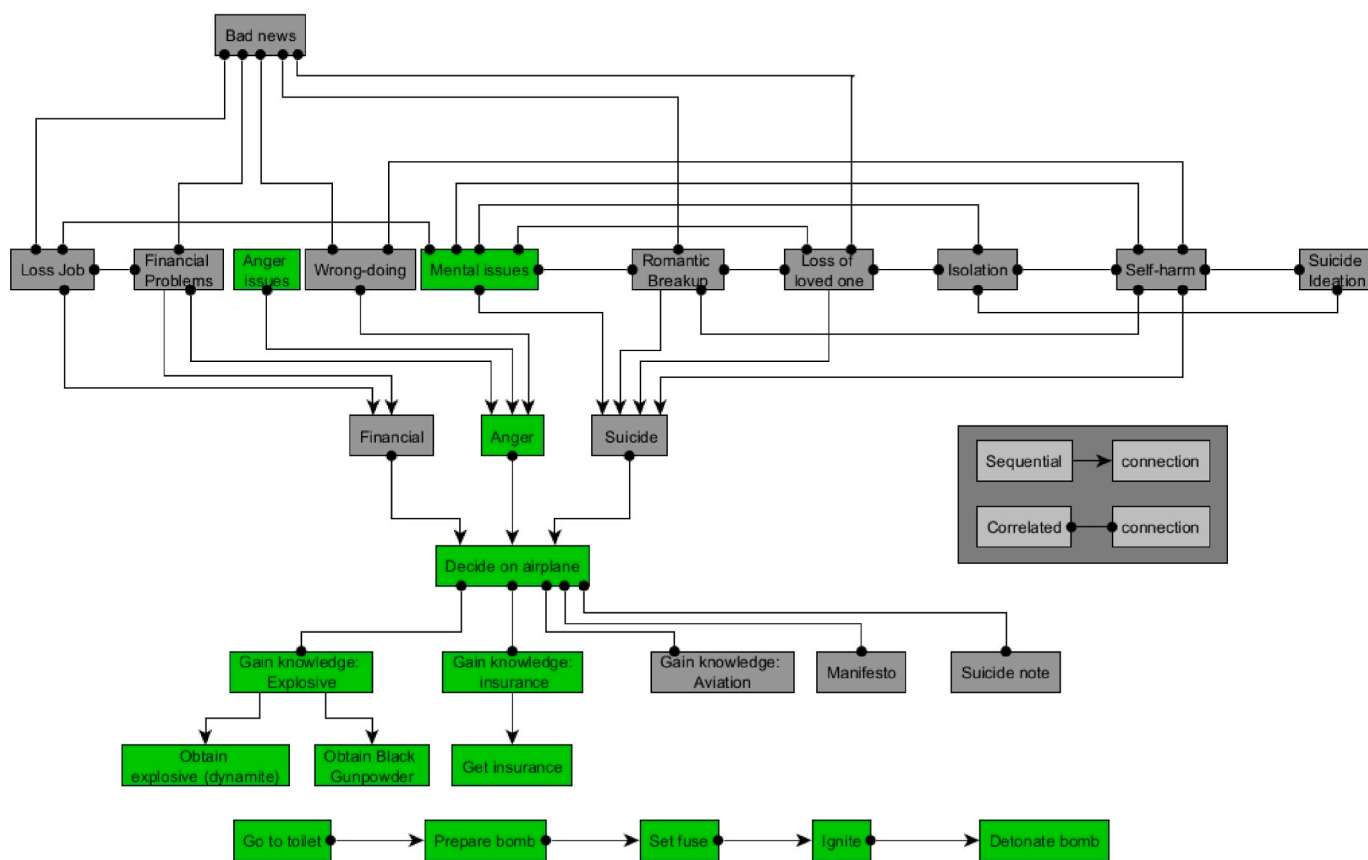 Bad news
Loss Job
Financial
Problems
Anger
issues
Wrong-doing
Mental issues
Romantic
Breakup
Loss of
loved one
Isolation
Self-harm
Suicide
Ideation
Financial
Anger
Suicide
Sequential
connection
Correlated
connection
Decide on airplane
Gain knowledge:
Explosive
Gain knowledge:
insurance
Gain knowledge:
Aviation
Manifesto
Suicide note
Obtain
explosive (dynamite)
Obtain Black
Gunpowder
Get insurance
Go to toilet
Prepare bomb
Set fuse
Ignite
Detonate bomb